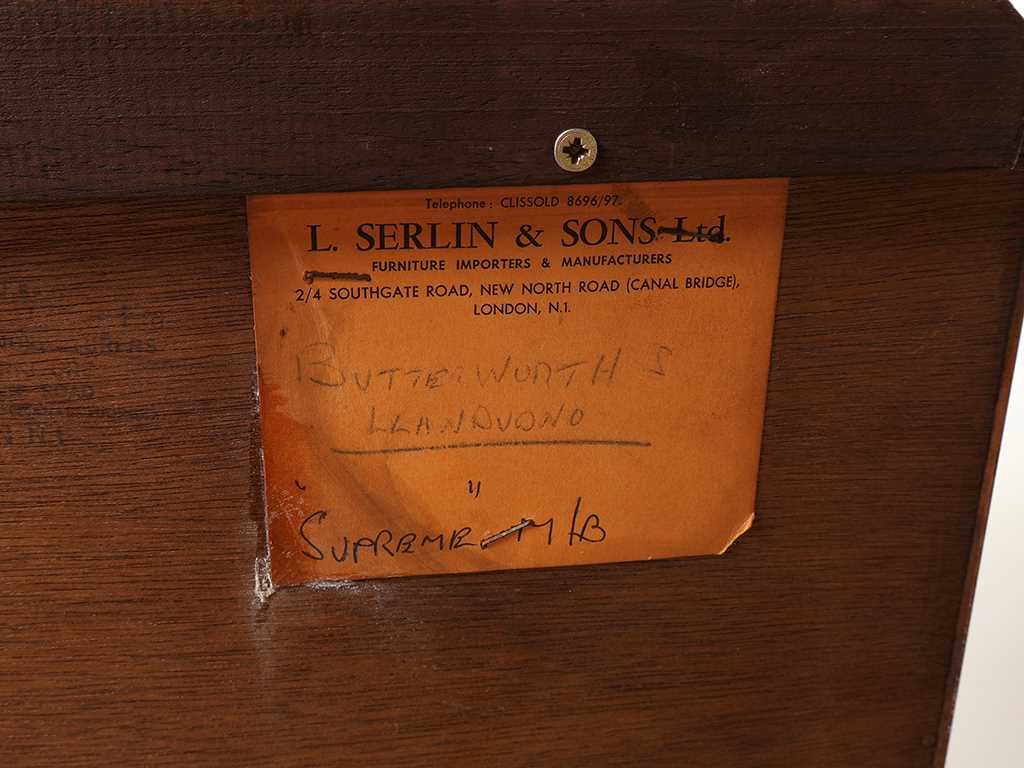 Telephone: CLISSOLD 8696/97.
L. SERLIN & SONS Ltd.
FURNITURE IMPORTERS & MANUFACTURERS
2/4 SOUTHGATE ROAD, NEW NORTH ROAD (CANAL BRIDGE),
LONDON, N.1.
BUTTERWORTH S
LLANDUONO
" "
SUPREME